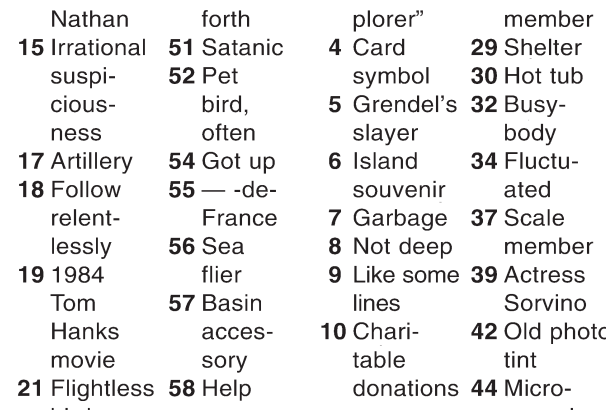 Nathan
15 Irrational
suspi-
cious-
ness
17 Artillery
18 Follow
relent-
lessly
19 1984
Tom
Hanks
movie
21 Flightless
forth
51 Satanic
52 Pet
bird,
often
54 Got up
55 — -de-
France
56 Sea
flier
57 Basin
acces-
sory
58 Help
plorer”
4 Card
symbol
5 Grendel’s
slayer
6 Island
souvenir
7 Garbage
8 Not deep
9 Like some
lines
10 Chari-
table
donations
member
29 Shelter
30 Hot tub
32 Busy-
body
34 Fluctu-
ated
37 Scale
member
39 Actress
Sorvino
42 Old photo
tint
44 Micro-